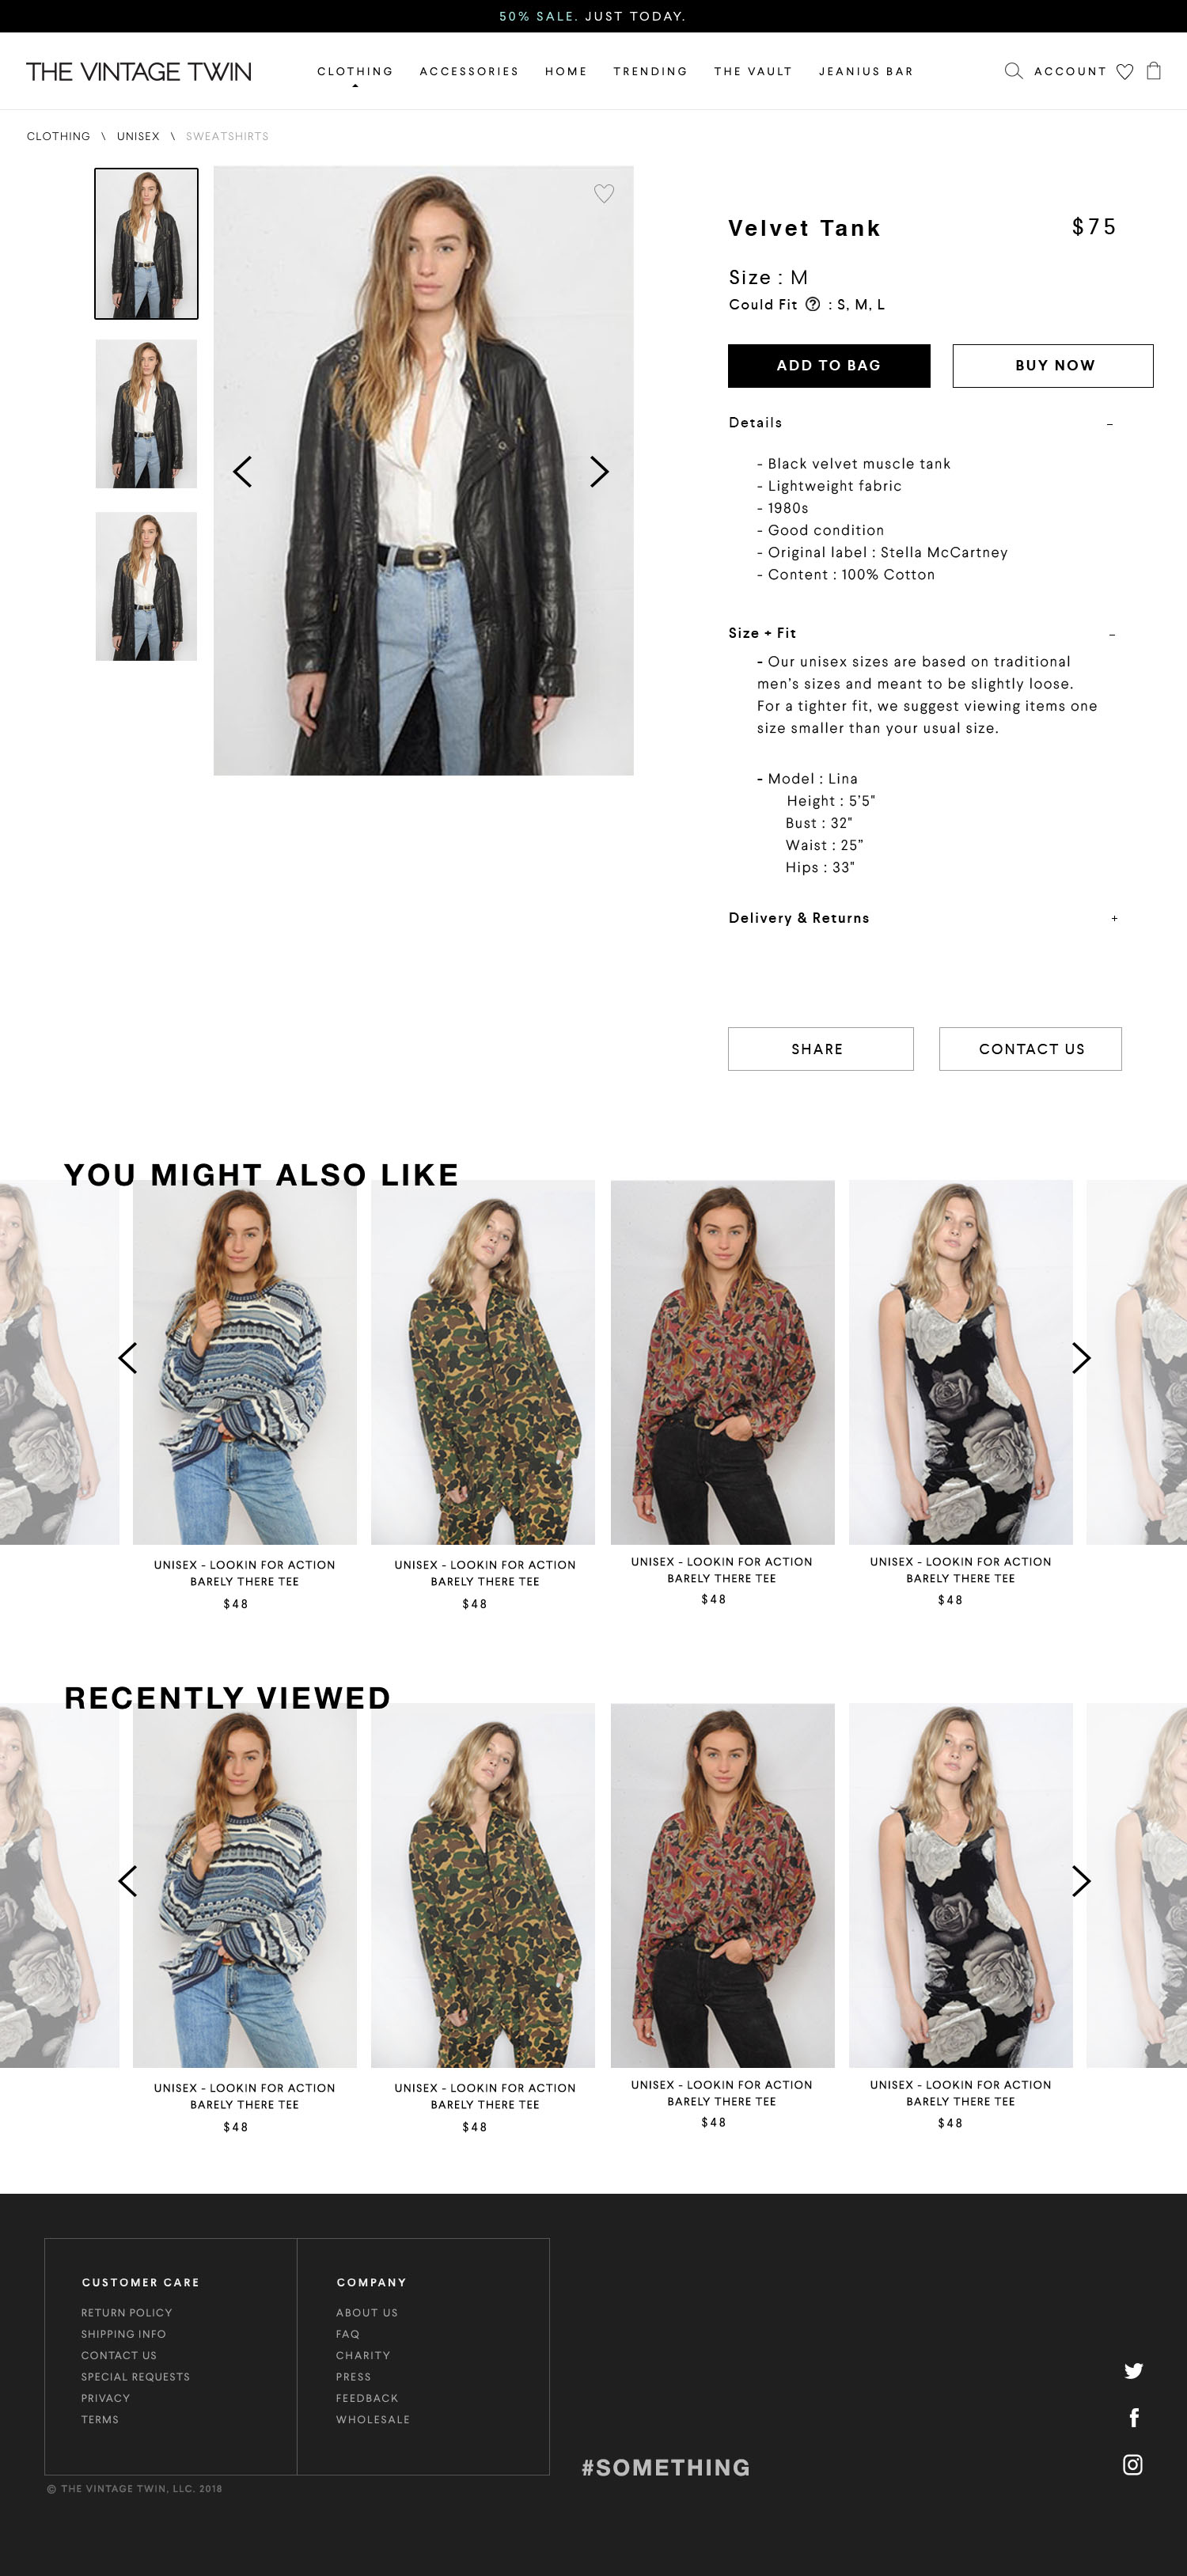 50% SALE. JUST TODAY.
THE VINTAGE TWIN
CLOTHING ACCESSORIES HOME TRENDING THE VAULT JEANIUS BAR
ACCOUNT
CLOTHING \ UNISEX \ SWEATSHIRTS
Velvet Tank
$75
Size : M
Could Fit ? : S, M, L
ADD TO BAG
BUY NOW
Details –
- Black velvet muscle tank
- Lightweight fabric
- 1980s
- Good condition
- Original label : Stella McCartney
- Content : 100% Cotton
Size + Fit –
- Our unisex sizes are based on traditional
men's sizes and meant to be slightly loose.
For a tighter fit, we suggest viewing items one
size smaller than your usual size.
- Model : Lina
Height : 5'5"
Bust : 32"
Waist : 25”
Hips : 33"
Delivery & Returns +
SHARE
CONTACT US
YOU MIGHT ALSO LIKE
UNISEX - LOOKIN FOR ACTION
BARELY THERE TEE
$48
UNISEX - LOOKIN FOR ACTION
BARELY THERE TEE
$48
UNISEX - LOOKIN FOR ACTION
BARELY THERE TEE
$48
UNISEX - LOOKIN FOR ACTION
BARELY THERE TEE
$48
RECENTLY VIEWED
UNISEX - LOOKIN FOR ACTION
BARELY THERE TEE
$48
UNISEX - LOOKIN FOR ACTION
BARELY THERE TEE
$48
UNISEX - LOOKIN FOR ACTION
BARELY THERE TEE
$48
UNISEX - LOOKIN FOR ACTION
BARELY THERE TEE
$48
CUSTOMER CARE
RETURN POLICY
SHIPPING INFO
CONTACT US
SPECIAL REQUESTS
PRIVACY
TERMS
COMPANY
ABOUT US
FAQ
CHARITY
PRESS
FEEDBACK
WHOLESALE
#SOMETHING
© THE VINTAGE TWIN, LLC. 2018